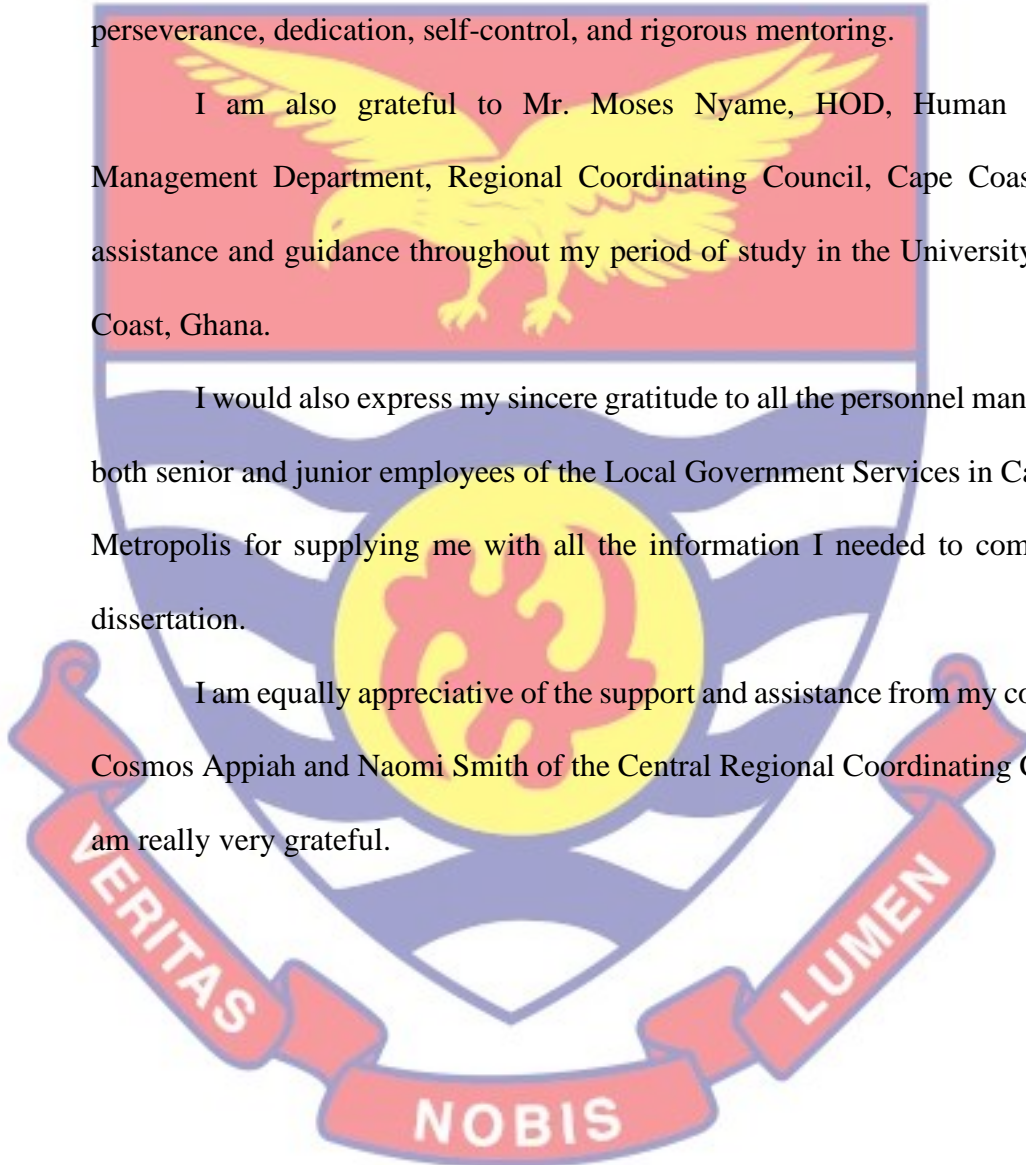 perseverance, dedication, self-control, and rigorous mentoring.
I am also grateful to Mr. Moses Nyame, HOD, Human
Management Department, Regional Coordinating Council, Cape Coas
assistance and guidance throughout my period of study in the University
Coast, Ghana.
I would also express my sincere gratitude to all the personnel man
both senior and junior employees of the Local Government Services in Ca
Metropolis for supplying me with all the information I needed to com
dissertation.
I am equally appreciative of the support and assistance from my co
Cosmos Appiah and Naomi Smith of the Central Regional Coordinating C
am really very grateful.
VERITAS
NOBIS
LUMEN